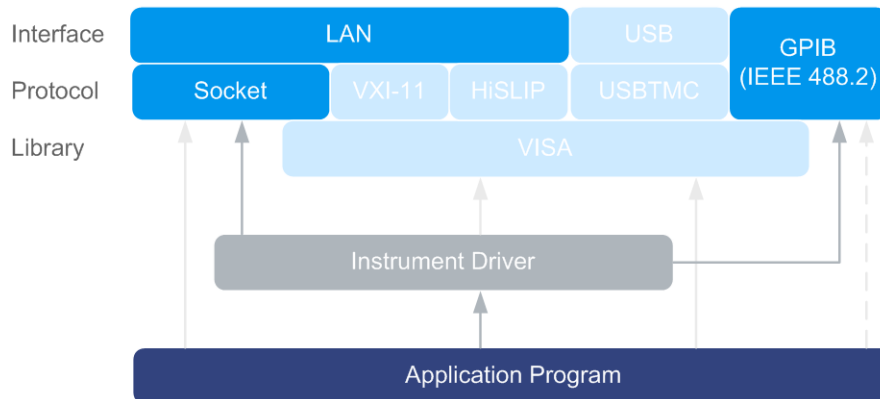 Interface
LAN
USB
GPIB
(IEEE 488.2)
Protocol
Socket
VXI-11
HiSLIP
USBTMC
Library
VISA
Instrument Driver
Application Program